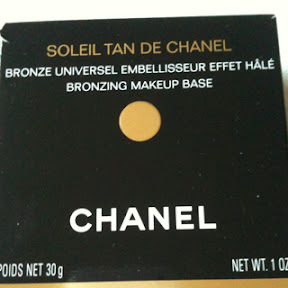 SOLEIL TAN DE CHANEL
BRONZE UNIVERSEL EMBELLISSEUR EFFET HÂLÉ
BRONZING MAKEUP BASE
CHANEL
POIDS NET 30 g NT. WT. 1 OZ